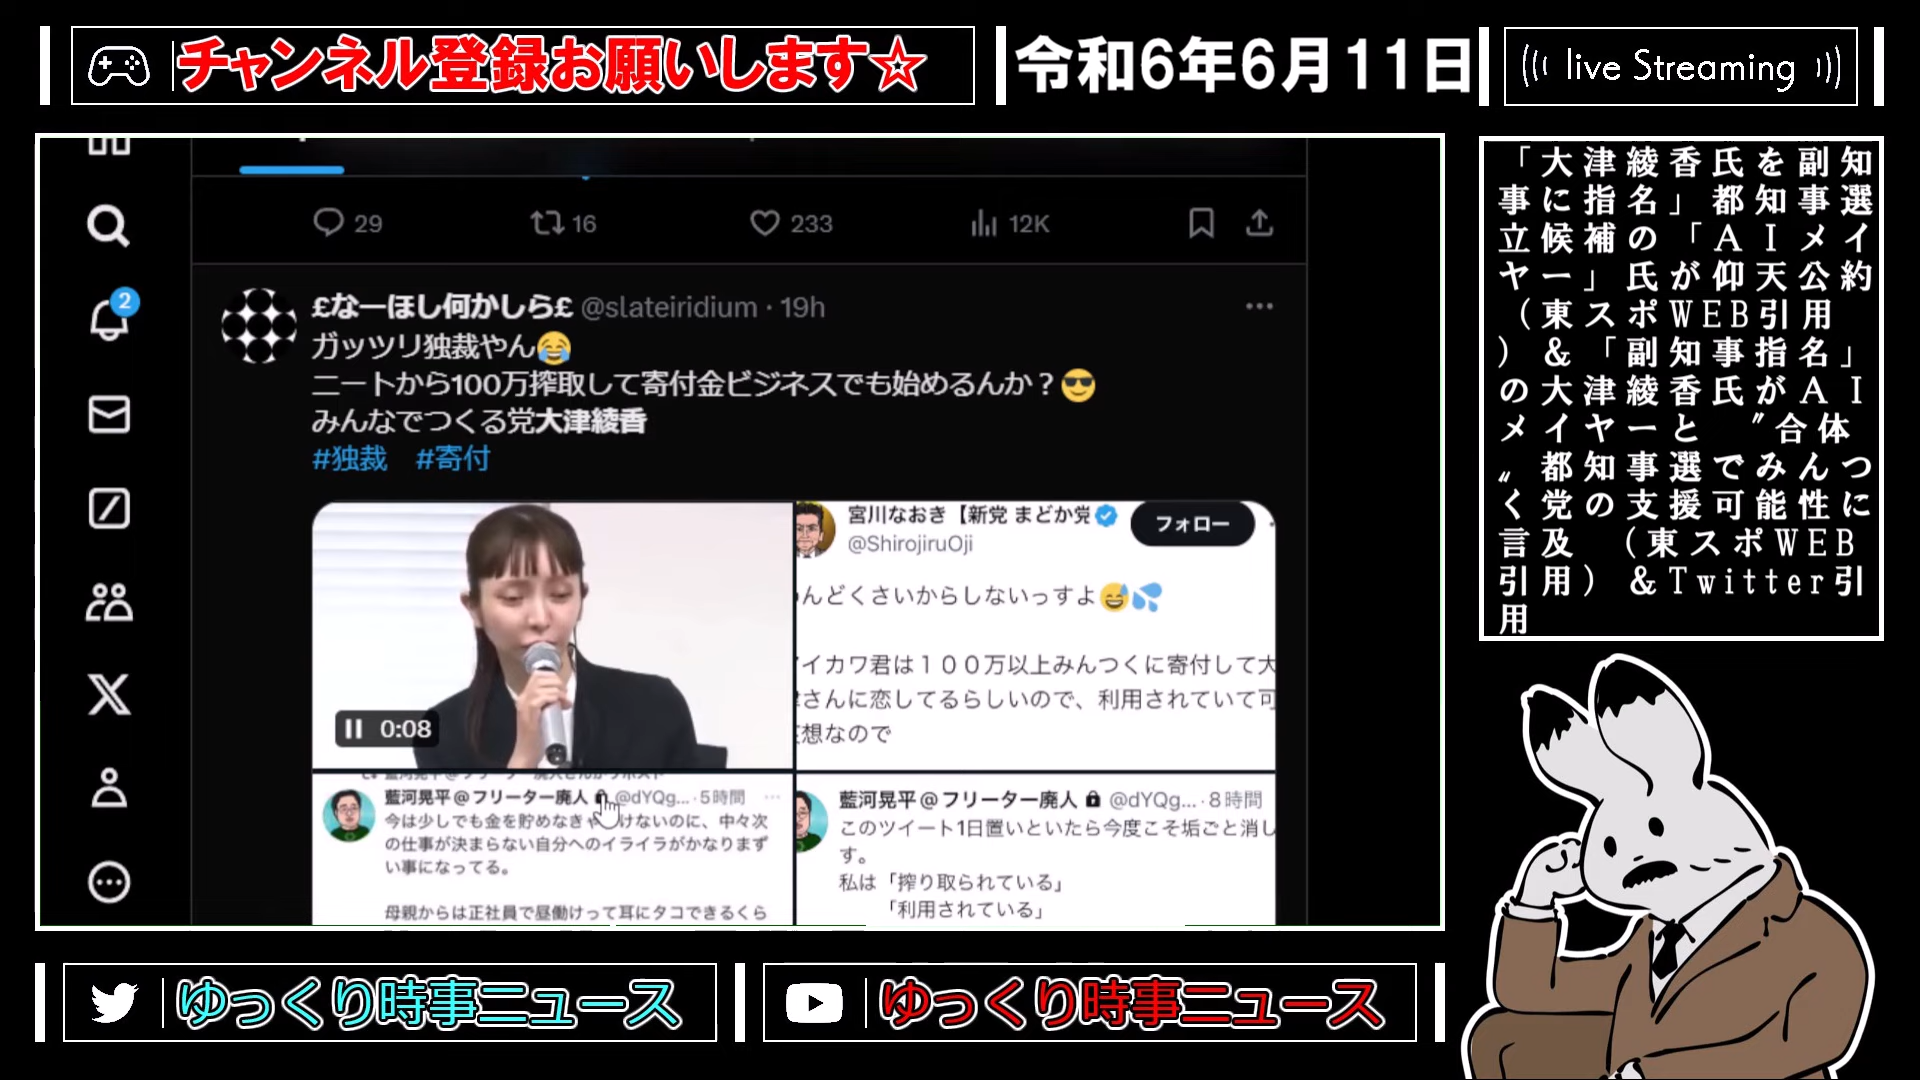 チャンネル登録お願いします☆
令和6年6月11日
live Streaming
29
16
233
12K
2
£なーほし何かしら£ @slateiridium · 19h
ガッツリ独裁やん😂
ニートから100万搾取して寄付金ビジネスでも始めるんか？😎
みんなでつくる党大津綾香
#独裁 #寄付
0:08
宮川なおき【新党 まどか党
@ShirojiruOji
フォロー
んどくさいからしないっすよ😅💦
イカワ君は１００万以上みんつくに寄付して大
さんに恋してるらしいので、利用されていて可
想なので
藍河晃平@フリーター廃人 @dYQg... · 5時間
今は少しでも金を貯めなきゃ けないのに、中々次
の仕事が決まらない自分へのイライラがかなりまず
い事になってる。
母親からは正社員で昼働けって耳にタコできるくら
藍河晃平@フリーター廃人 @dYQg... · 8時間
このツイート1日置いといたら今度こそ垢ごと消し
す。
私は「搾り取られている」
「利用されている」
「大津綾香氏を副知
事に指名」都知事選
立候補の「ＡＩメイ
ヤー」氏が仰天公約
（東スポWEB引用
）＆「副知事指名」
の大津綾香氏がＡＩ
メイヤーと〝合体
〟都知事選でみんつ
く党の支援可能性に
言及（東スポWEB
引用）＆Twitter引
用
ゆっくり時事ニュース
ゆっくり時事ニュース